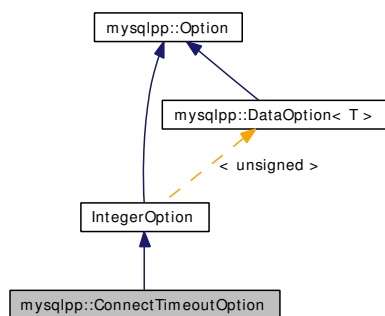 mysqlpp::Option
mysqlpp::DataOption< T >
< unsigned >
IntegerOption
mysqlpp::ConnectTimeoutOption